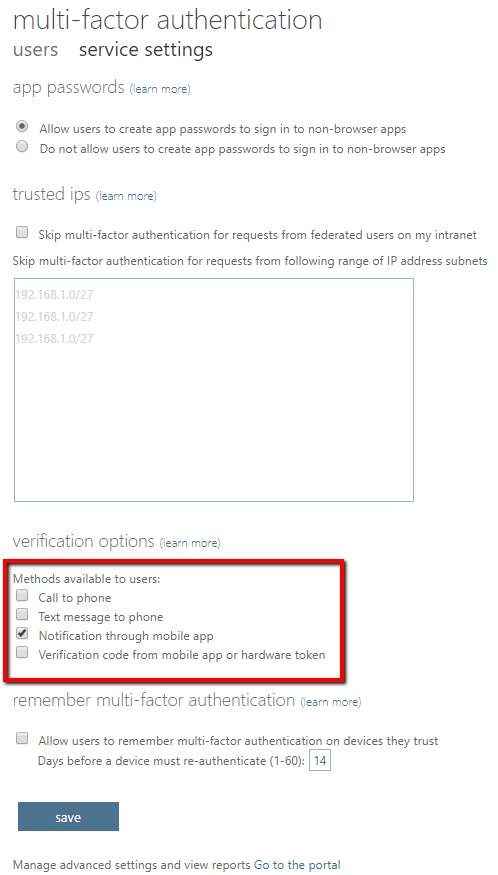 multi-factor authentication
users service settings
app passwords (learn more)
Allow users to create app passwords to sign in to non-browser apps
Do not allow users to create app passwords to sign in to non-browser apps
trusted ips (learn more)
Skip multi-factor authentication for requests from federated users on my intranet
Skip multi-factor authentication for requests from following range of IP address subnets
192.168.1.0/27
192.168.1.0/27
192.168.1.0/27
verification options (learn more)
Methods available to users:
Call to phone
Text message to phone
Notification through mobile app
Verification code from mobile app or hardware token
remember multi-factor authentication (learn more)
Allow users to remember multi-factor authentication on devices they trust
Days before a device must re-authenticate (1-60): 14
save
Manage advanced settings and view reports Go to the portal